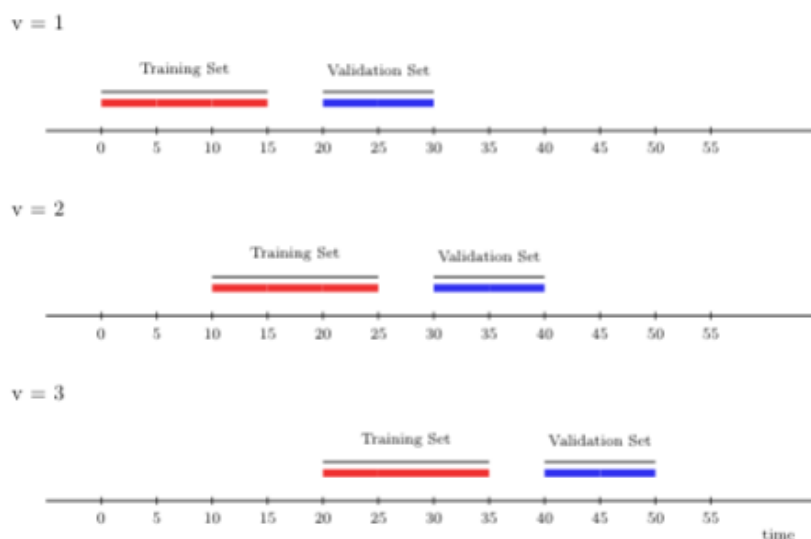 v = 1
Training Set Validation Set
0 5 10 15 20 25 30 35 40 45 50 55
v = 2
Training Set Validation Set
0 5 10 15 20 25 30 35 40 45 50 55
v = 3
Training Set Validation Set
0 5 10 15 20 25 30 35 40 45 50 55
time